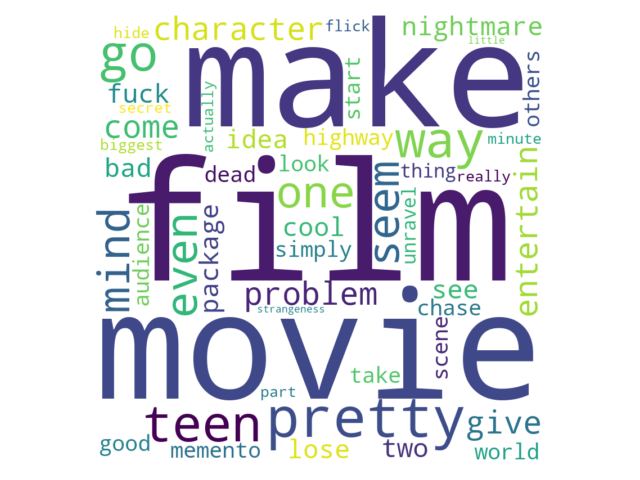 hide character flick nightmare
little
go make others
fuck start
secret actually
come idea highway way minute
biggest
bad dead look thing really
film
one seem entertain
mind audience even package cool unravel
simply
problem see
strangeness chase
movie
scene
part take
teen pretty give
good memento lose two world